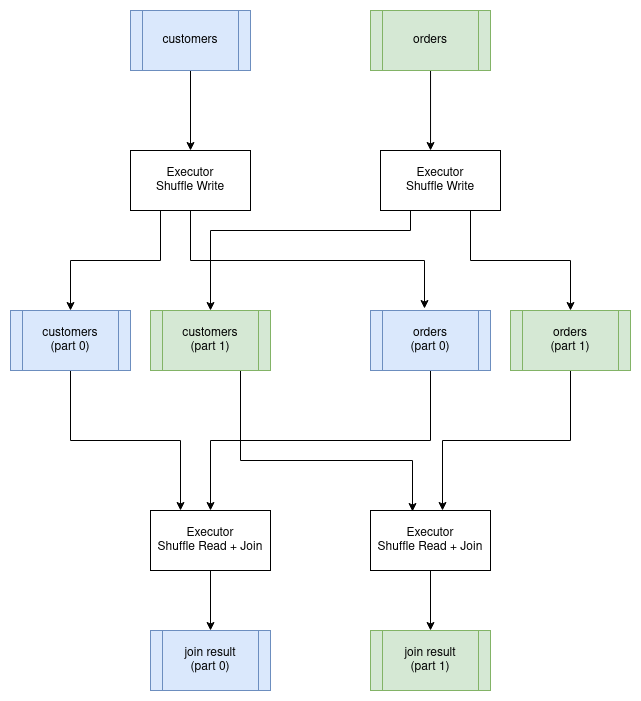 customers
orders
Executor
Shuffle Write
Executor
Shuffle Write
customers
(part 0)
customers
(part 1)
orders
(part 0)
orders
(part 1)
Executor
Shuffle Read + Join
Executor
Shuffle Read + Join
join result
(part 0)
join result
(part 1)